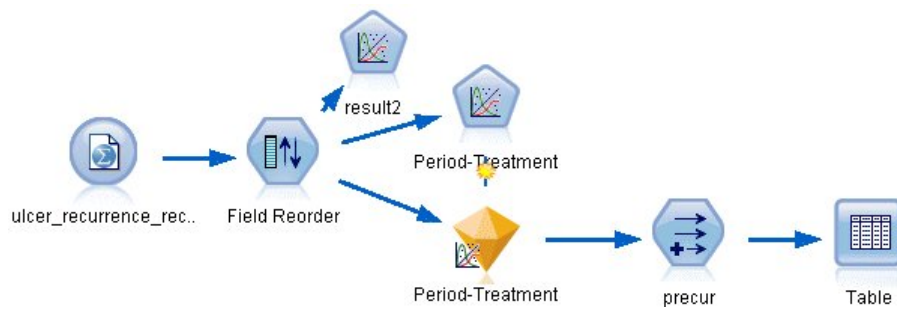 result2
Period-Treatment
ulcer_recurrence_rec..
Field Reorder
Period-Treatment
precur
Table